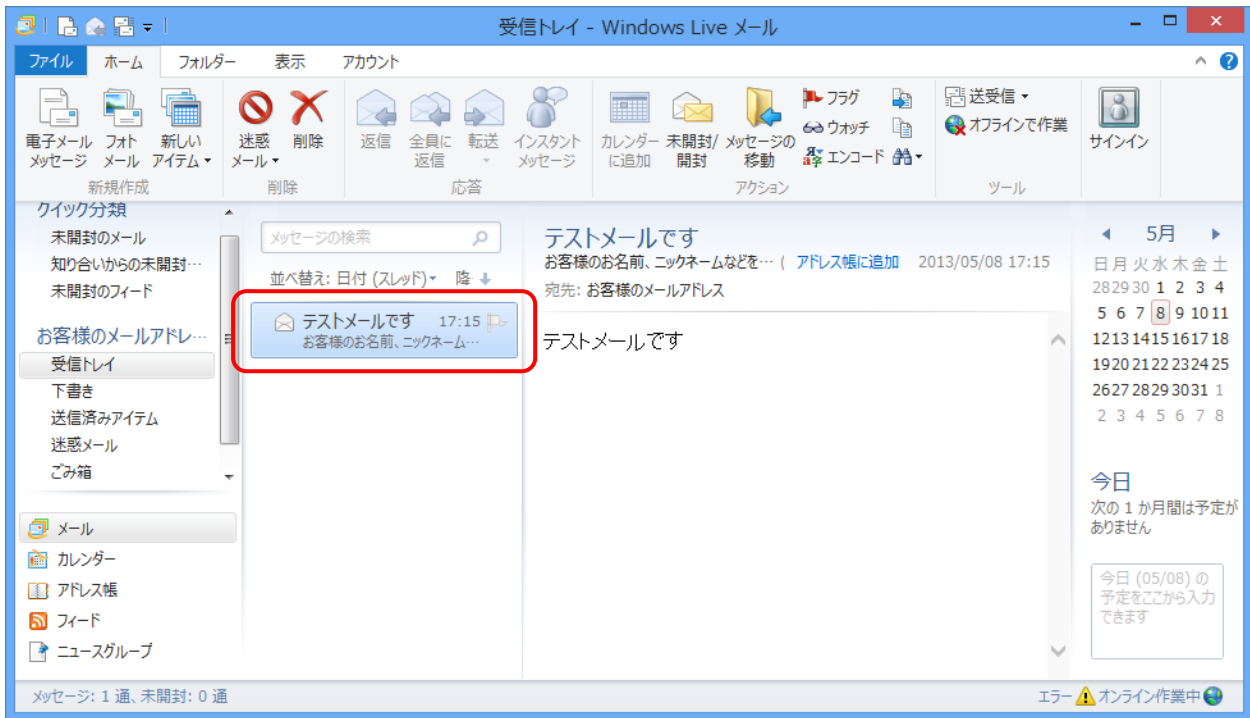 受信トレイ - Windows Live メール
ファイル ホーム フォルダー 表示 アカウント
電子メール メッセージ
フォト メール
新しい アイテム
新規作成
迷惑 メール
削除
削除
返信
全員に 返信
転送
インスタント メッセージ
応答
カレンダー に追加
未開封/ 開封
メッセージの 移動
フラグ
ウォッチ
エンコード
アクション
送受信
オフラインで作業
ツール
サインイン
クイック分類
未開封のメール
知り合いからの未開封…
未開封のフィード
お客様のメールアドレ…
受信トレイ
下書き
送信済みアイテム
迷惑メール
ごみ箱
メール
カレンダー
アドレス帳
フィード
ニュースグループ
メッセージの検索
並べ替え: 日付 (スレッド) 降
テストメールです 17:15
お客様のお名前、ニックネーム…
テストメールです
お客様のお名前、ニックネームなどを… ( アドレス帳に追加 2013/05/08 17:15
宛先: お客様のメールアドレス
テストメールです
5月
日 月 火 水 木 金 土
28 29 30 1 2 3 4
5 6 7 8 9 10 11
12 13 14 15 16 17 18
19 20 21 22 23 24 25
26 27 28 29 30 31 1
2 3 4 5 6 7 8
今日
次の 1 か月間は予定が
ありません
今日 (05/08) の
予定をここから入力
できます
メッセージ: 1 通、未開封: 0 通
エラー オンライン作業中